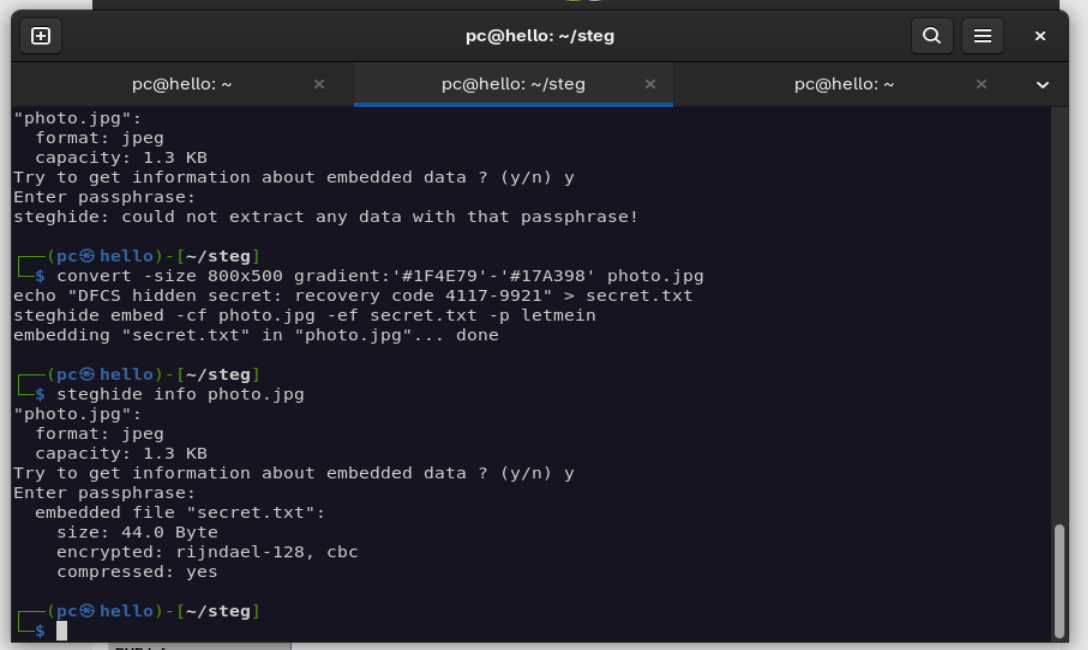 pc@hello: ~/steg
pc@hello: ~ pc@hello: ~/steg pc@hello: ~
"photo.jpg":
  format: jpeg
  capacity: 1.3 KB
Try to get information about embedded data ? (y/n) y
Enter passphrase:
steghide: could not extract any data with that passphrase!
┌──(pc㉿hello)-[~/steg]
└─$ convert -size 800x500 gradient:'#1F4E79'-'#17A398' photo.jpg
echo "DFCS hidden secret: recovery code 4117-9921" > secret.txt
steghide embed -cf photo.jpg -ef secret.txt -p letmein
embedding "secret.txt" in "photo.jpg"... done
┌──(pc㉿hello)-[~/steg]
└─$ steghide info photo.jpg
"photo.jpg":
  format: jpeg
  capacity: 1.3 KB
Try to get information about embedded data ? (y/n) y
Enter passphrase:
  embedded file "secret.txt":
    size: 44.0 Byte
    encrypted: rijndael-128, cbc
    compressed: yes
┌──(pc㉿hello)-[~/steg]
└─$